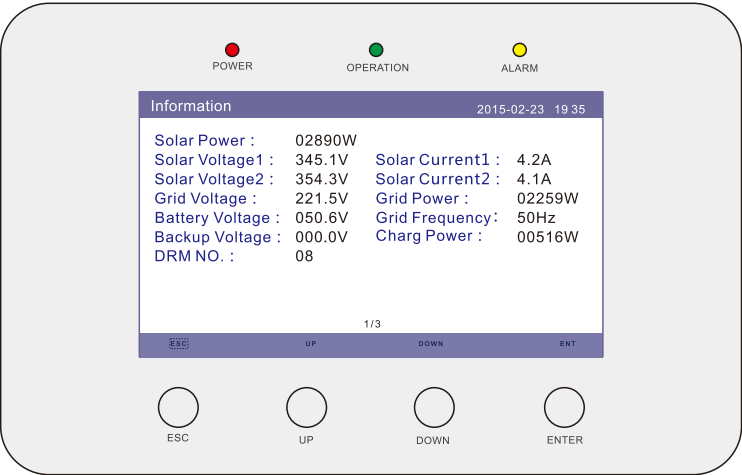 POWER OPERATION ALARM
Information 2015-02-23 19 35
Solar Power : 02890W
Solar Voltage1 : 345.1V Solar Current1 : 4.2A
Solar Voltage2 : 354.3V Solar Current2 : 4.1A
Grid Voltage : 221.5V Grid Power : 02259W
Battery Voltage : 050.6V Grid Frequency: 50Hz
Backup Voltage : 000.0V Charg Power : 00516W
DRM NO. : 08
1/3
ESC UP DOWN ENT
ESC UP DOWN ENTER